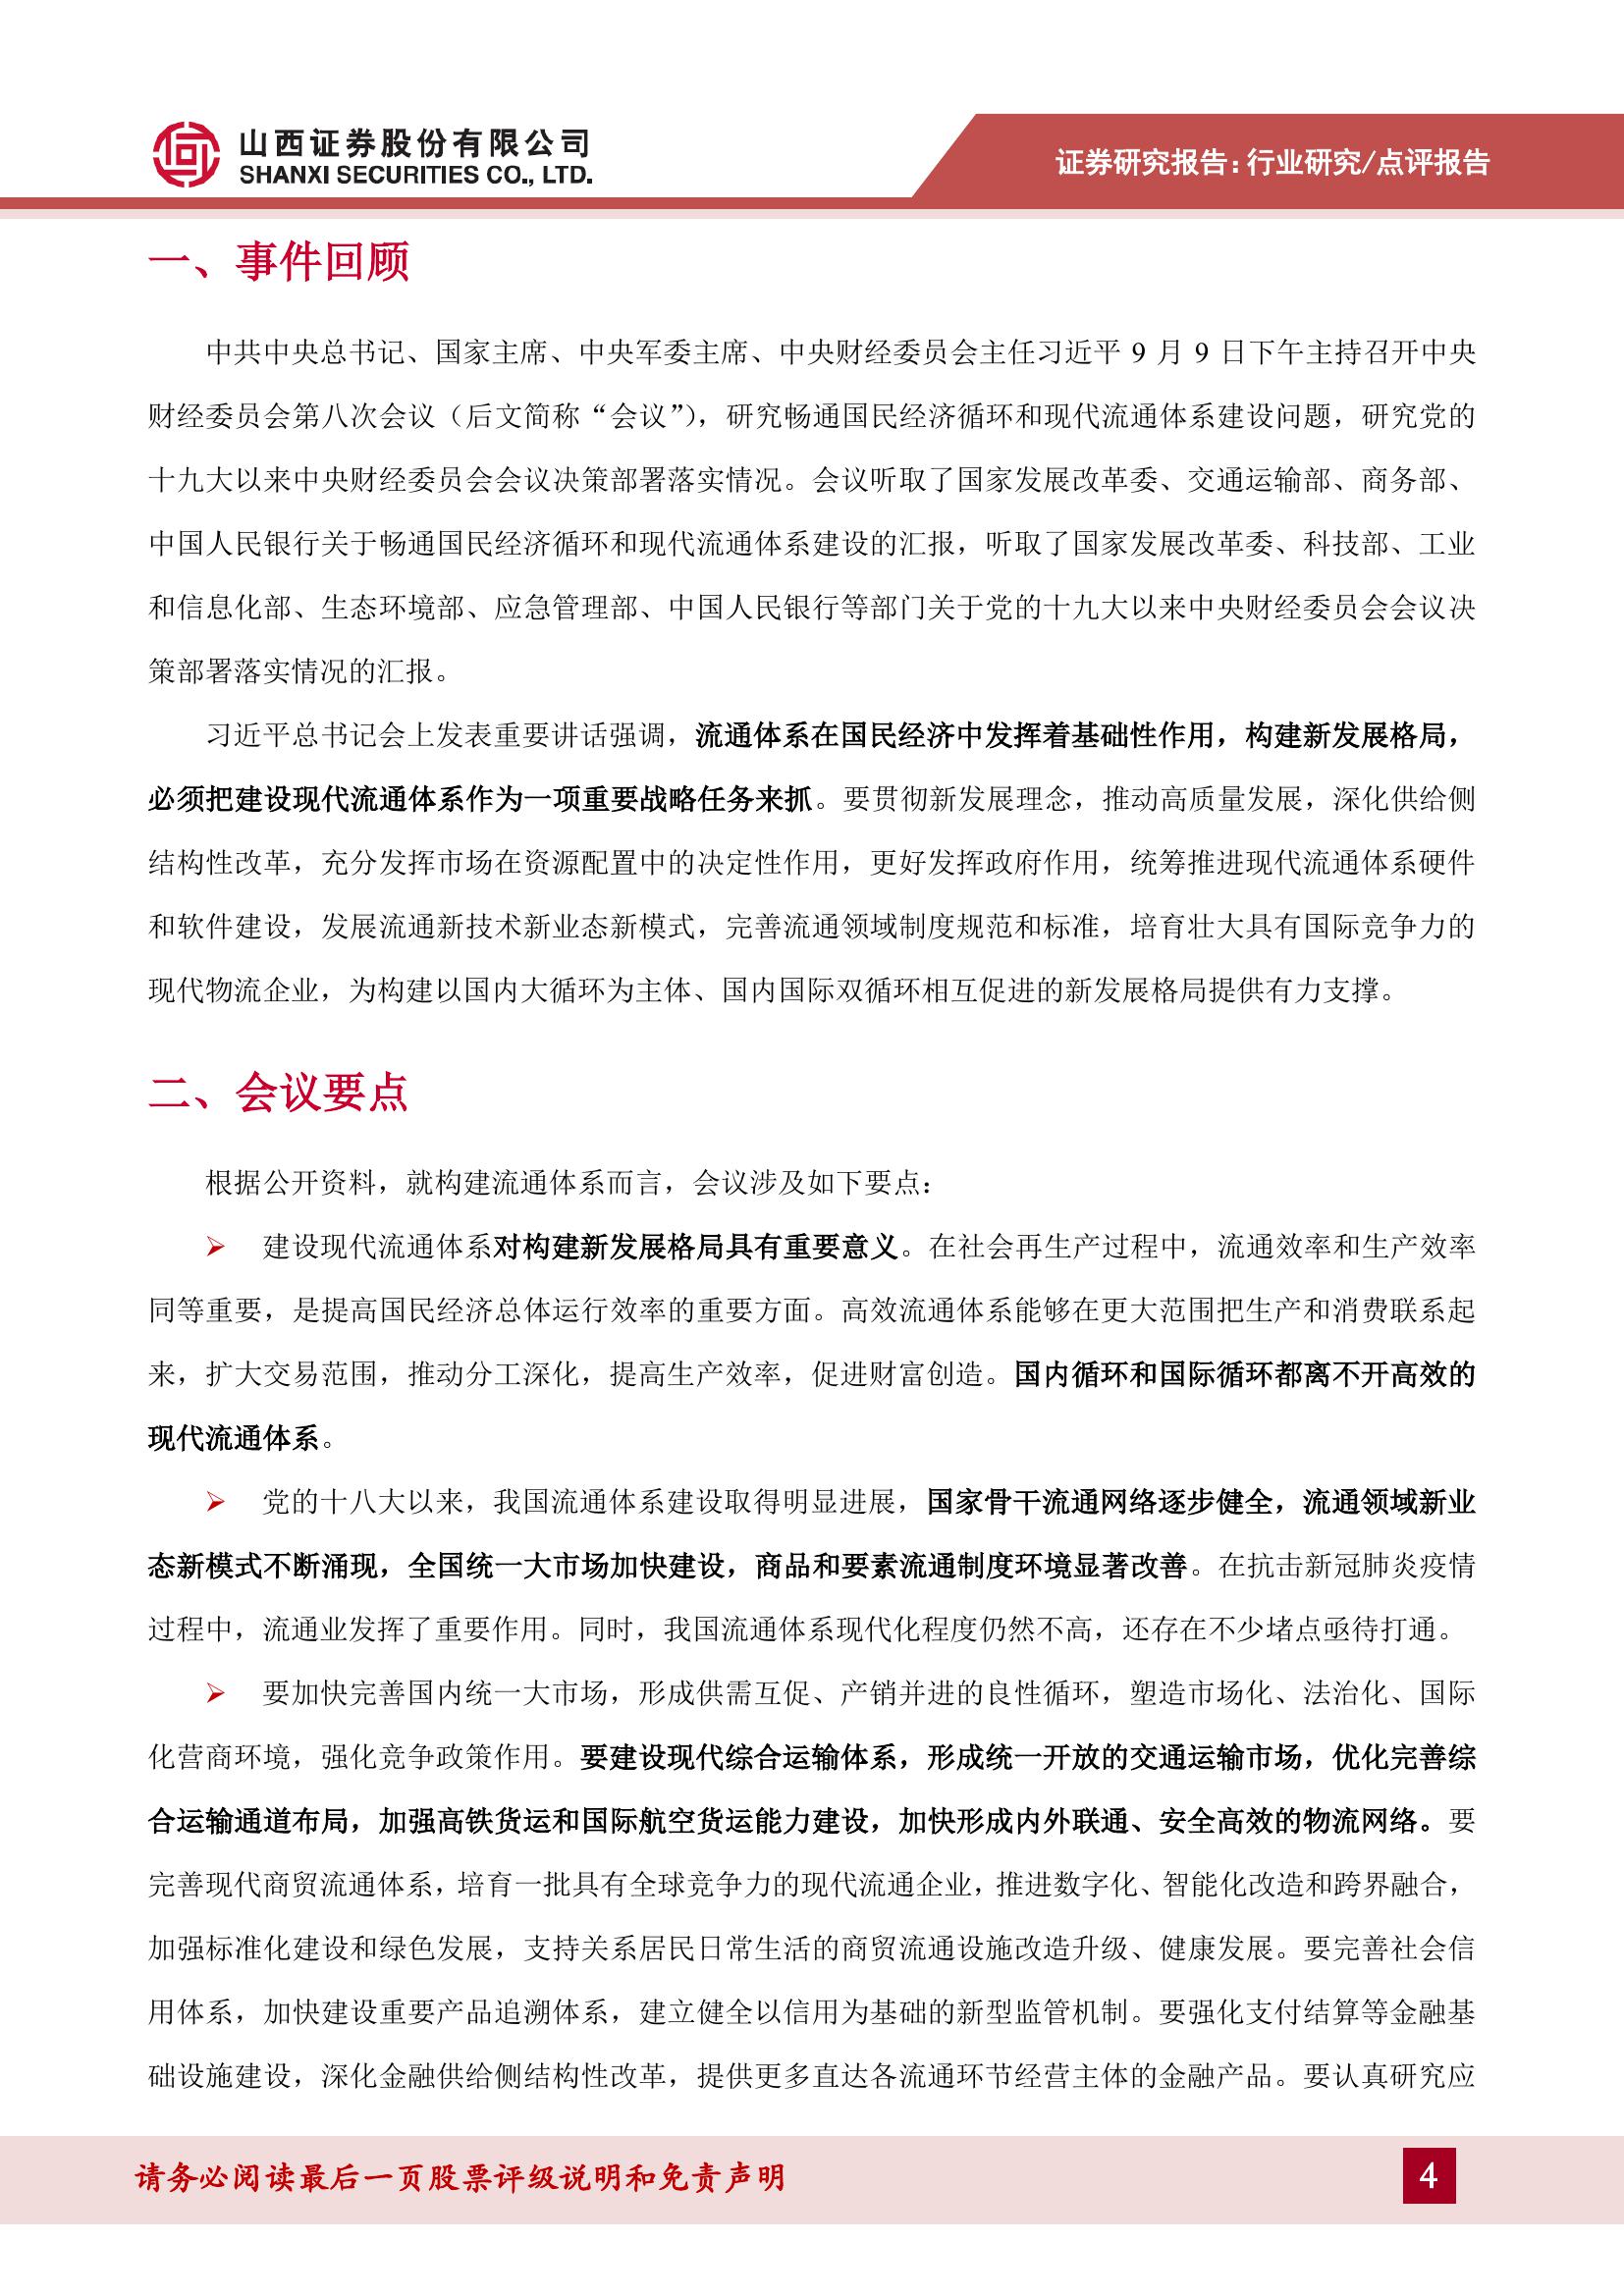 山西证券股份有限公司
SHANXI SECURITIES CO., LTD.
证券研究报告：行业研究/点评报告
一、事件回顾
中共中央总书记、国家主席、中央军委主席、中央财经委员会主任习近平 9 月 9 日下午主持召开中央
财经委员会第八次会议（后文简称“会议”），研究畅通国民经济循环和现代流通体系建设问题，研究党的
十九大以来中央财经委员会会议决策部署落实情况。会议听取了国家发展改革委、交通运输部、商务部、
中国人民银行关于畅通国民经济循环和现代流通体系建设的汇报，听取了国家发展改革委、科技部、工业
和信息化部、生态环境部、应急管理部、中国人民银行等部门关于党的十九大以来中央财经委员会会议决
策部署落实情况的汇报。
习近平总书记会上发表重要讲话强调，流通体系在国民经济中发挥着基础性作用，构建新发展格局，
必须把建设现代流通体系作为一项重要战略任务来抓。要贯彻新发展理念，推动高质量发展，深化供给侧
结构性改革，充分发挥市场在资源配置中的决定性作用，更好发挥政府作用，统筹推进现代流通体系硬件
和软件建设，发展流通新技术新业态新模式，完善流通领域制度规范和标准，培育壮大具有国际竞争力的
现代物流企业，为构建以国内大循环为主体、国内国际双循环相互促进的新发展格局提供有力支撑。
二、会议要点
根据公开资料，就构建流通体系而言，会议涉及如下要点：
➢ 建设现代流通体系对构建新发展格局具有重要意义。在社会再生产过程中，流通效率和生产效率
同等重要，是提高国民经济总体运行效率的重要方面。高效流通体系能够在更大范围把生产和消费联系起
来，扩大交易范围，推动分工深化，提高生产效率，促进财富创造。国内循环和国际循环都离不开高效的
现代流通体系。
➢ 党的十八大以来，我国流通体系建设取得明显进展，国家骨干流通网络逐步健全，流通领域新业
态新模式不断涌现，全国统一大市场加快建设，商品和要素流通制度环境显著改善。在抗击新冠肺炎疫情
过程中，流通业发挥了重要作用。同时，我国流通体系现代化程度仍然不高，还存在不少堵点亟待打通。
➢ 要加快完善国内统一大市场，形成供需互促、产销并进的良性循环，塑造市场化、法治化、国际
化营商环境，强化竞争政策作用。要建设现代综合运输体系，形成统一开放的交通运输市场，优化完善综
合运输通道布局，加强高铁货运和国际航空货运能力建设，加快形成内外联通、安全高效的物流网络。要
完善现代商贸流通体系，培育一批具有全球竞争力的现代流通企业，推进数字化、智能化改造和跨界融合，
加强标准化建设和绿色发展，支持关系居民日常生活的商贸流通设施改造升级、健康发展。要完善社会信
用体系，加快建设重要产品追溯体系，建立健全以信用为基础的新型监管机制。要强化支付结算等金融基
础设施建设，深化金融供给侧结构性改革，提供更多直达各流通环节经营主体的金融产品。要认真研究应
请务必阅读最后一页股票评级说明和免责声明
4